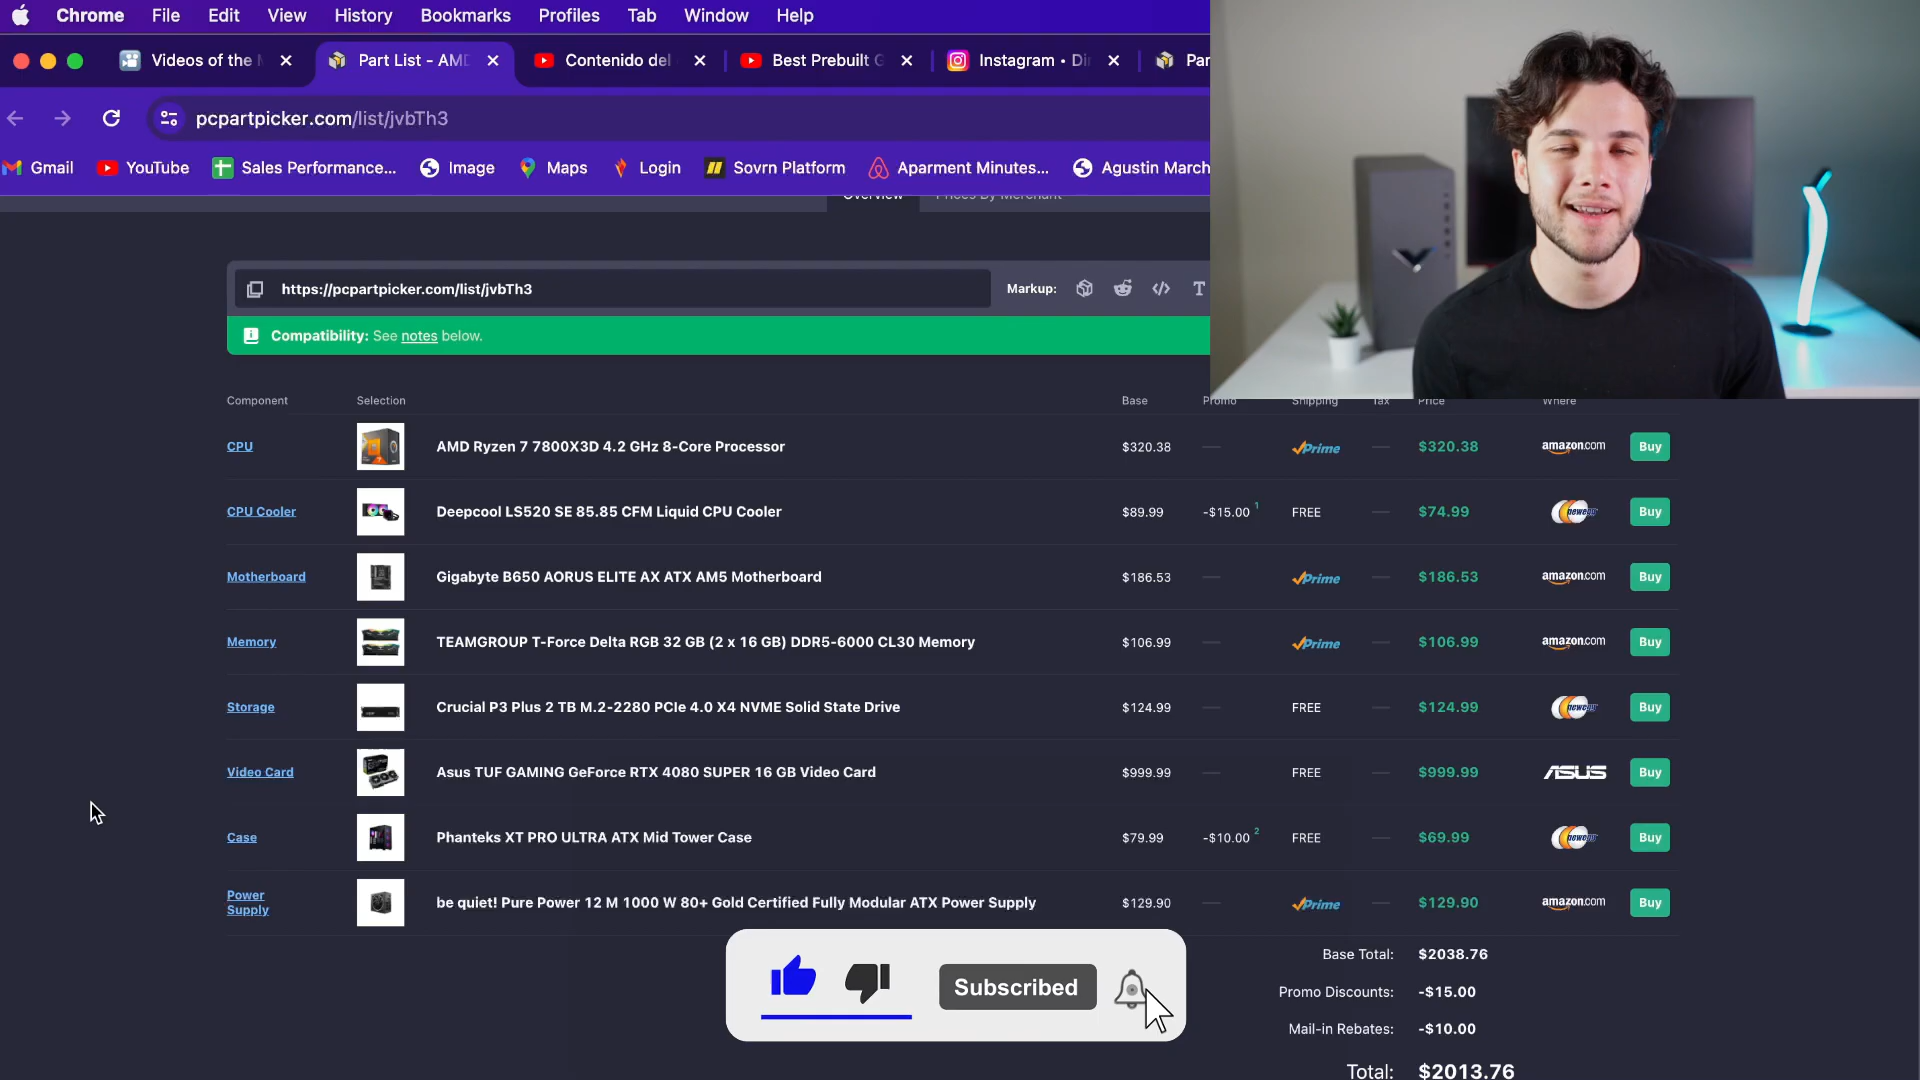 Chrome File Edit View History Bookmarks Profiles Tab Window Help
Videos of the Part List - AMD Contenido del Best Prebuilt G Instagram • Di Par
pcpartpicker.com/list/jvbTh3
Gmail YouTube Sales Performance... Image Maps Login Sovrn Platform Aparment Minutes... Agustin March
Overview Prices By Merchant
https://pcpartpicker.com/list/jvbTh3 Markup:
Compatibility: See notes below.
Component Selection Base Promo Shipping Tax Price Where
CPU AMD Ryzen 7 7800X3D 4.2 GHz 8-Core Processor $320.38 — Prime — $320.38 amazon.com Buy
CPU Cooler Deepcool LS520 SE 85.85 CFM Liquid CPU Cooler $89.99 -$15.00 1 FREE — $74.99 newegg Buy
Motherboard Gigabyte B650 AORUS ELITE AX ATX AM5 Motherboard $186.53 — Prime — $186.53 amazon.com Buy
Memory TEAMGROUP T-Force Delta RGB 32 GB (2 x 16 GB) DDR5-6000 CL30 Memory $106.99 — Prime — $106.99 amazon.com Buy
Storage Crucial P3 Plus 2 TB M.2-2280 PCIe 4.0 X4 NVME Solid State Drive $124.99 — FREE — $124.99 newegg Buy
Video Card Asus TUF GAMING GeForce RTX 4080 SUPER 16 GB Video Card $999.99 — FREE — $999.99 ASUS Buy
Case Phanteks XT PRO ULTRA ATX Mid Tower Case $79.99 -$10.00 2 FREE — $69.99 newegg Buy
Power Supply be quiet! Pure Power 12 M 1000 W 80+ Gold Certified Fully Modular ATX Power Supply $129.90 — Prime — $129.90 amazon.com Buy
Base Total: $2038.76
Promo Discounts: -$15.00
Mail-in Rebates: -$10.00
Total: $2013.76
Subscribed